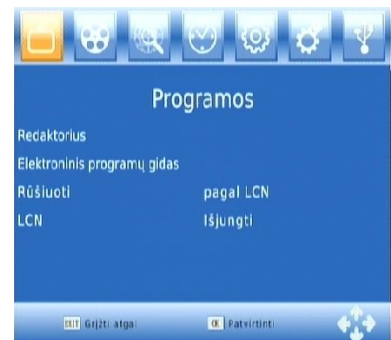 Programos
Redaktorius
Elektroninis programų gidas
Rūšiuoti pagal LCN
LCN Išjungti
EXIT Grįžti atgal OK Patvirtinti